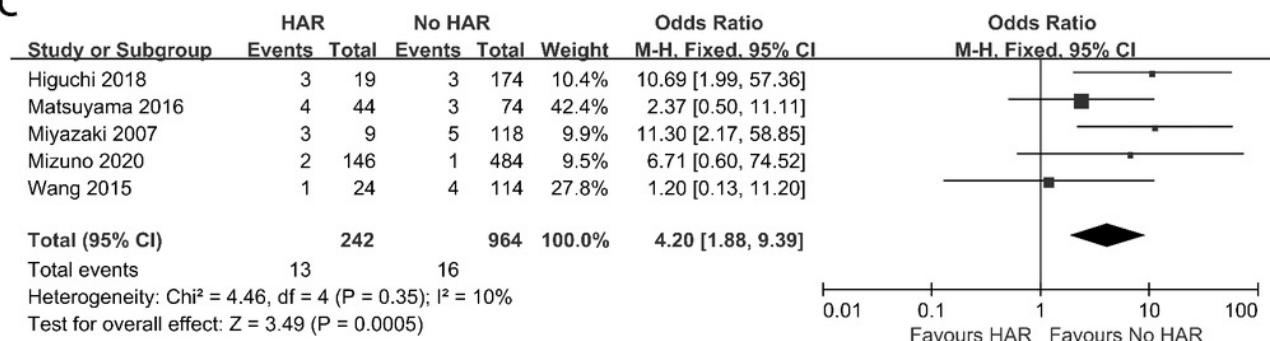 C
HAR No HAR Odds Ratio Odds Ratio
Study or Subgroup Events Total Events Total Weight M-H, Fixed, 95% CI M-H, Fixed, 95% CI
Higuchi 2018 3 19 3 174 10.4% 10.69 [1.99, 57.36]
Matsuyama 2016 4 44 3 74 42.4% 2.37 [0.50, 11.11]
Miyazaki 2007 3 9 5 118 9.9% 11.30 [2.17, 58.85]
Mizuno 2020 2 146 1 484 9.5% 6.71 [0.60, 74.52]
Wang 2015 1 24 4 114 27.8% 1.20 [0.13, 11.20]
Total (95% CI) 242 964 100.0% 4.20 [1.88, 9.39]
Total events 13 16
Heterogeneity: Chi² = 4.46, df = 4 (P = 0.35); I² = 10%
Test for overall effect: Z = 3.49 (P = 0.0005)
0.01 0.1 1 10 100
Favours HAR Favours No HAR